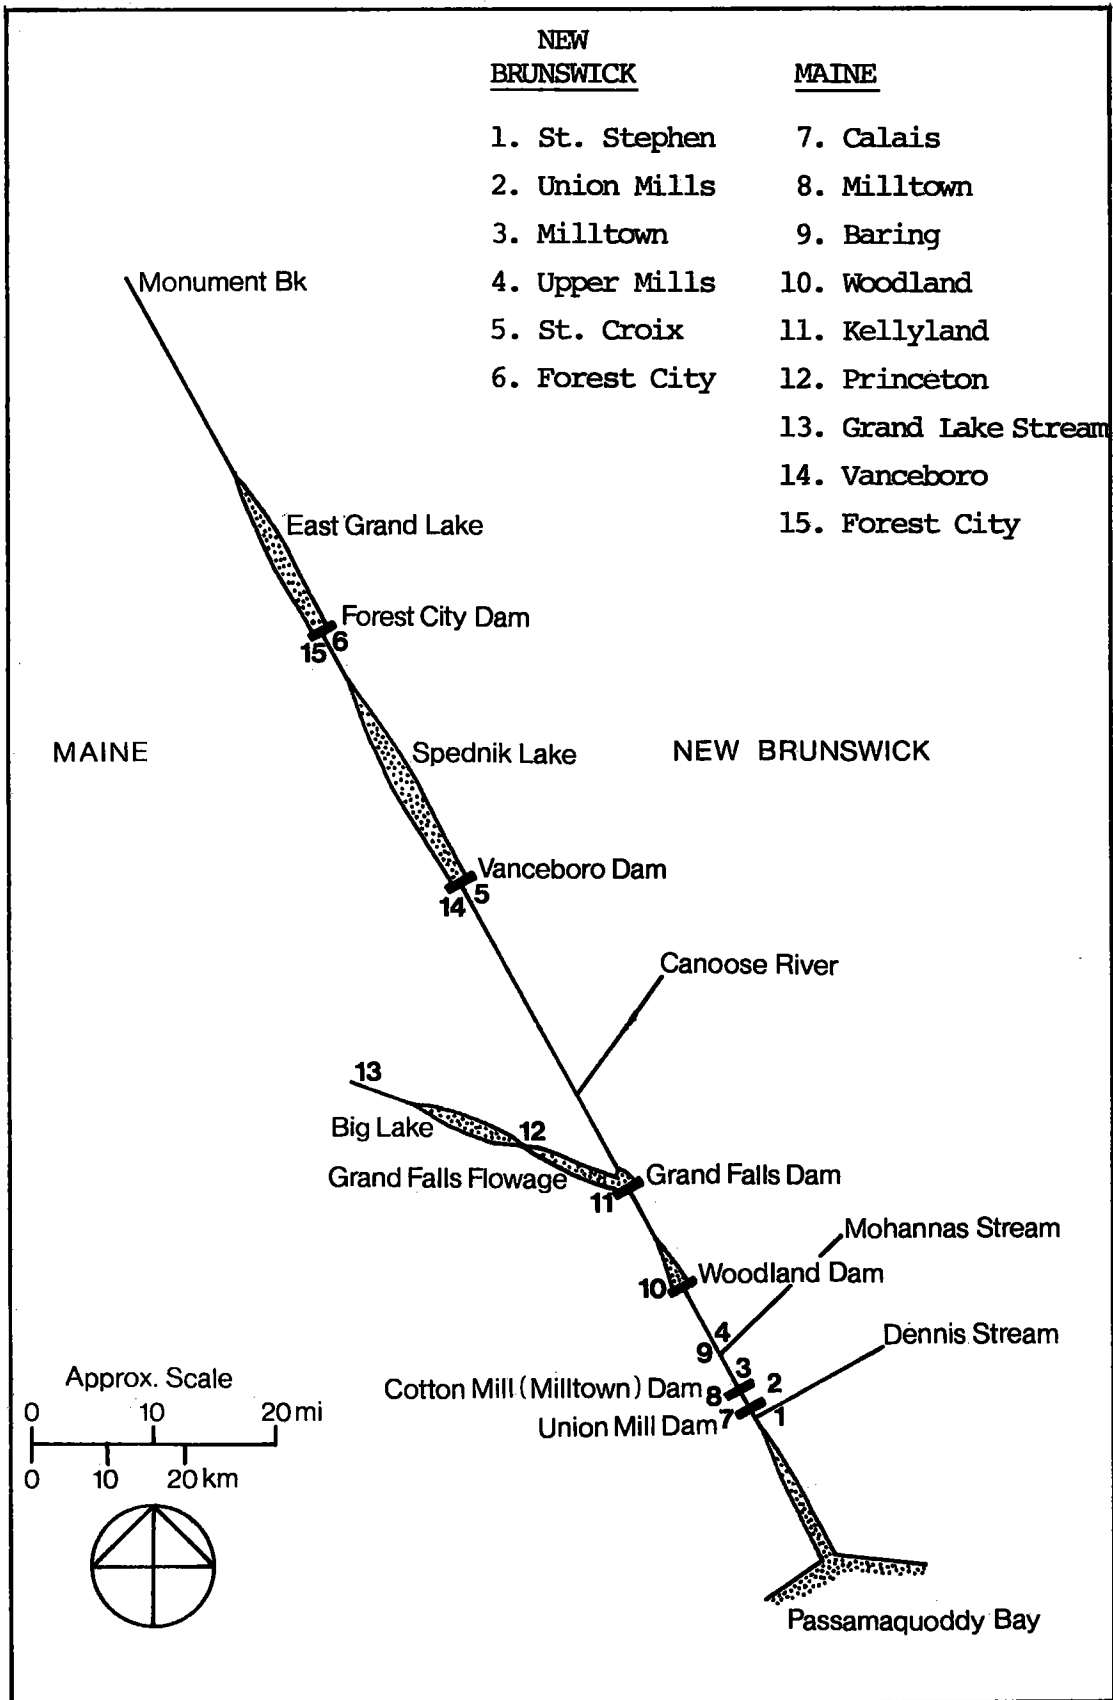 NEW
BRUNSWICK
1. St. Stephen
2. Union Mills
3. Milltown
4. Upper Mills
5. St. Croix
6. Forest City
MAINE
7. Calais
8. Milltown
9. Baring
10. Woodland
11. Kellyland
12. Princeton
13. Grand Lake Stream
14. Vanceboro
15. Forest City
Monument Bk
East Grand Lake
Forest City Dam
15 6
MAINE
Spednik Lake
NEW BRUNSWICK
Vanceboro Dam
14 5
Canoose River
13
Big Lake
12
Grand Falls Flowage
Grand Falls Dam
11
Mohannas Stream
Woodland Dam
10
4
9
Dennis Stream
3
Cotton Mill (Milltown) Dam 8
2
Union Mill Dam 7
1
Approx. Scale
0 10 20 mi
0 10 20 km
Passamaquoddy Bay